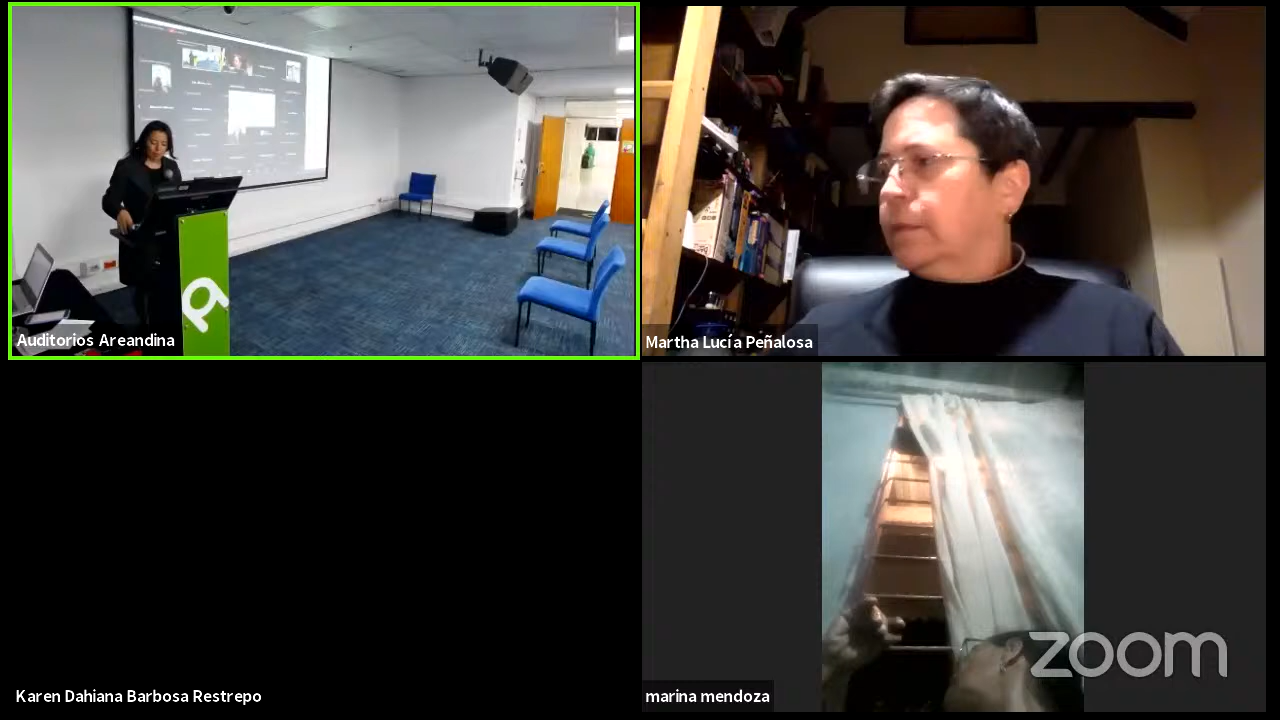 Auditorios Areandina
Martha Lucía Peñalosa
Karen Dahiana Barbosa Restrepo
marina mendoza
zoom